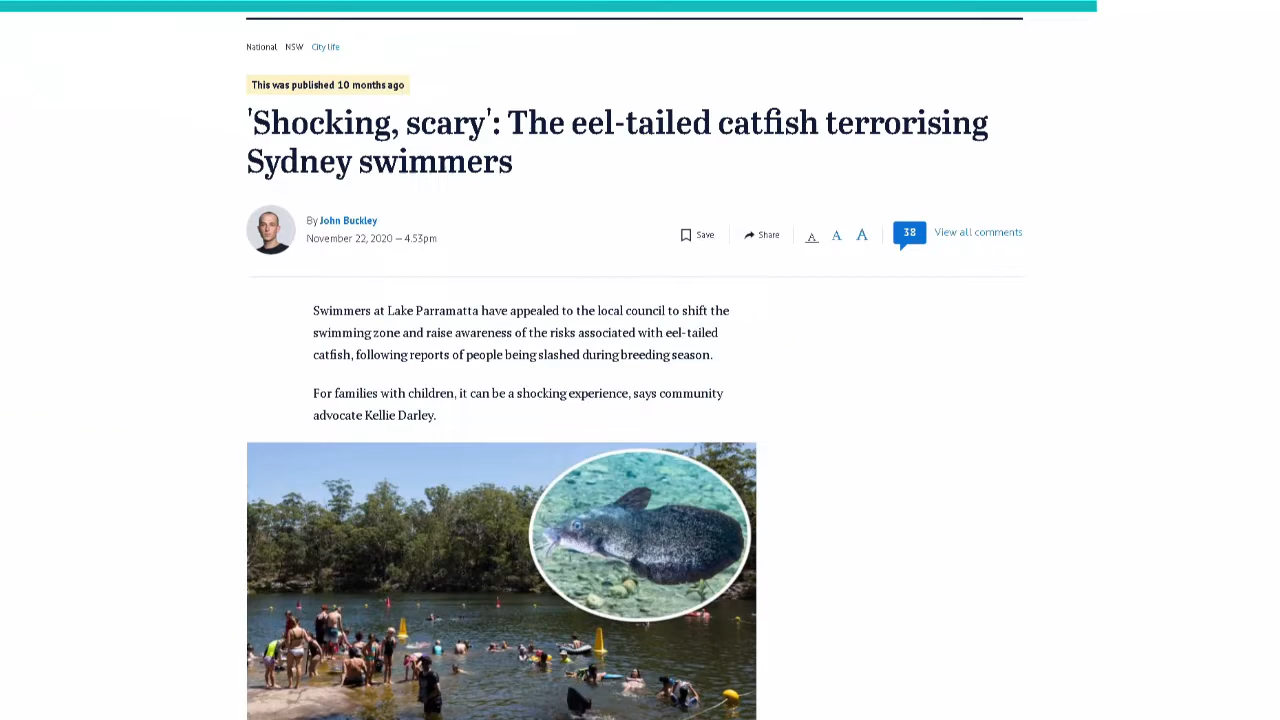 National NSW City life
This was published 10 months ago
'Shocking, scary': The eel-tailed catfish terrorising
Sydney swimmers
By John Buckley
November 22, 2020 — 4.53pm
Save Share A A A 38 View all comments
Swimmers at Lake Parramatta have appealed to the local council to shift the
swimming zone and raise awareness of the risks associated with eel-tailed
catfish, following reports of people being slashed during breeding season.
For families with children, it can be a shocking experience, says community
advocate Kellie Darley.